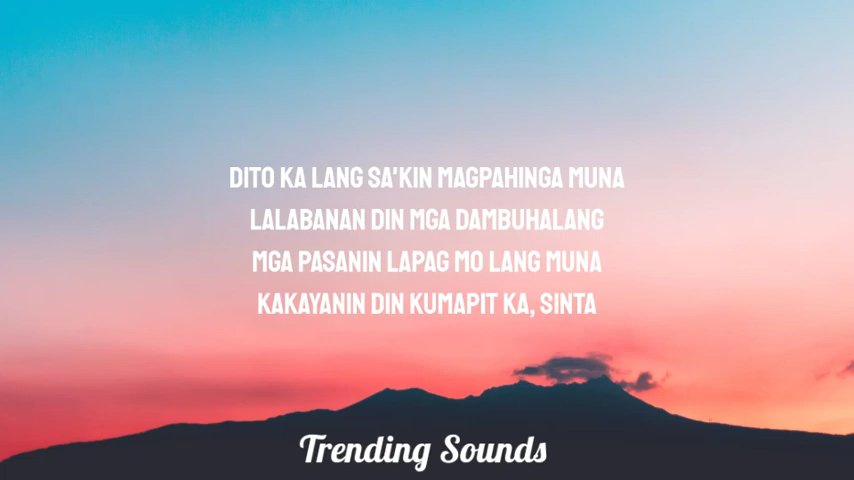 DITO KA LANG SA'KIN MAGPAHINGA MUNA
LALABANAN DIN MGA DAMBUHALANG
MGA PASANIN LAPAG MO LANG MUNA
KAKAYANIN DIN KUMAPIT KA, SINTA
Trending Sounds